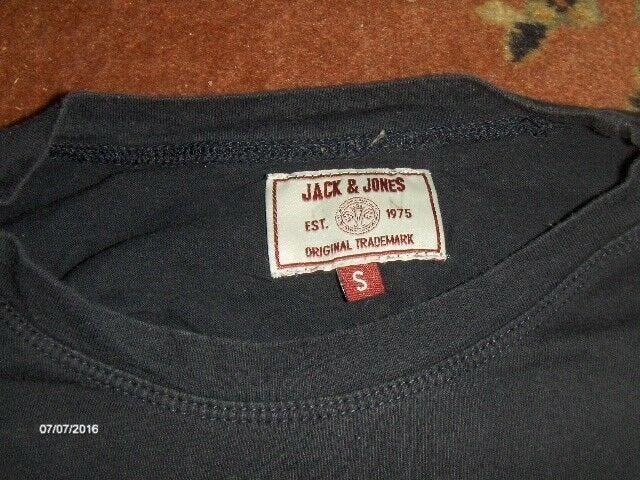 JACK & JONES
EST. 1975
ORIGINAL TRADEMARK
S
07/07/2016